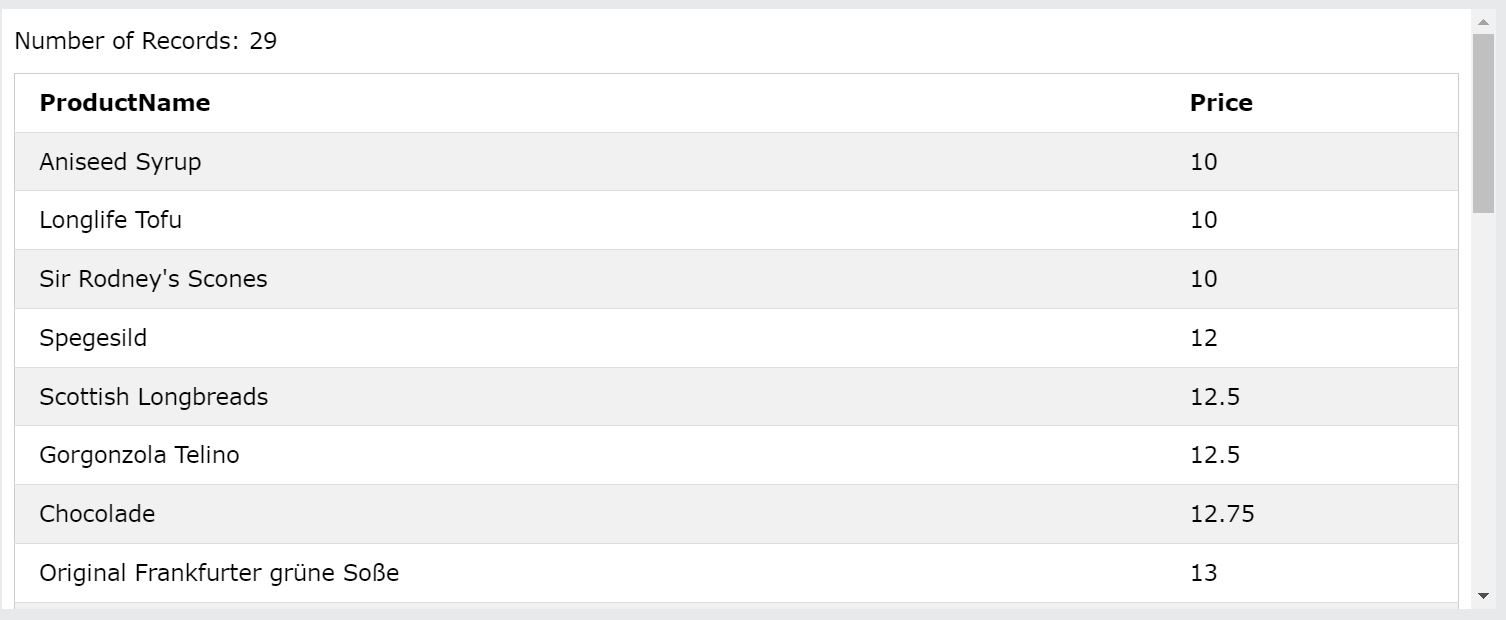 Number of Records: 29
ProductName Price
Aniseed Syrup 10
Longlife Tofu 10
Sir Rodney's Scones 10
Spegesild 12
Scottish Longbreads 12.5
Gorgonzola Telino 12.5
Chocolade 12.75
Original Frankfurter grüne Soße 13